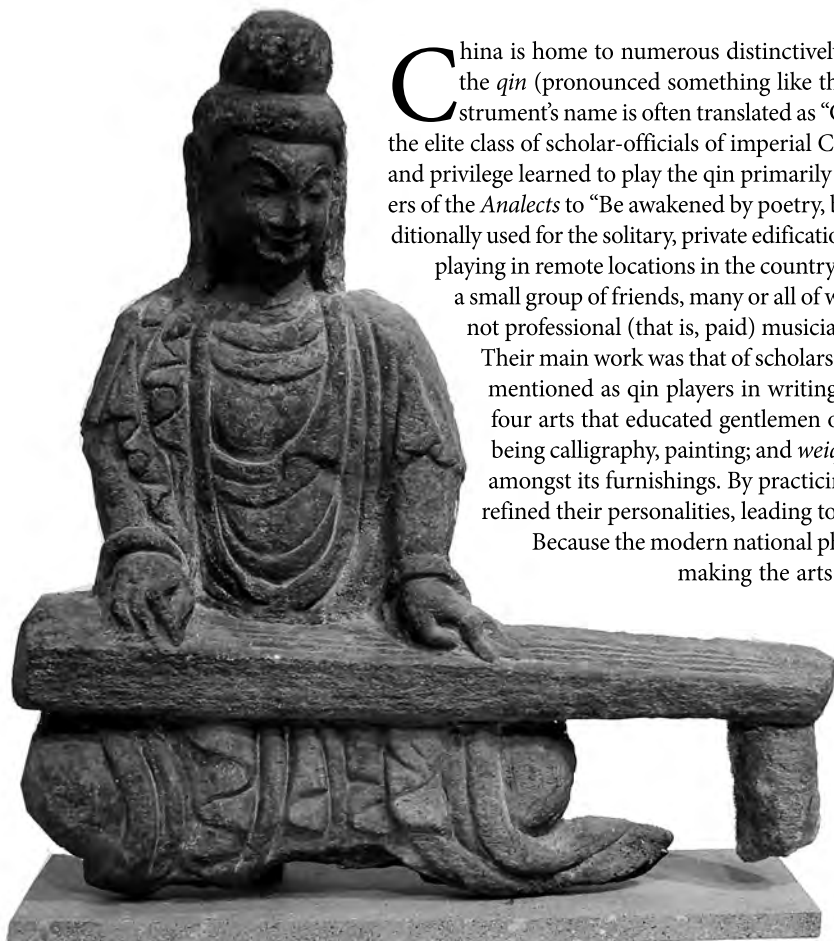 China is home to numerous distinctively
the qin (pronounced something like th
strument’s name is often translated as “
the elite class of scholar-officials of imperial C
and privilege learned to play the qin primarily
ers of the Analects to “Be awakened by poetry, b
ditionally used for the solitary, private edificatio
playing in remote locations in the country
a small group of friends, many or all of w
not professional (that is, paid) musicia
Their main work was that of scholars
mentioned as qin players in writing
four arts that educated gentlemen o
being calligraphy, painting; and weiq
amongst its furnishings. By practicin
refined their personalities, leading to
Because the modern national pl
making the arts